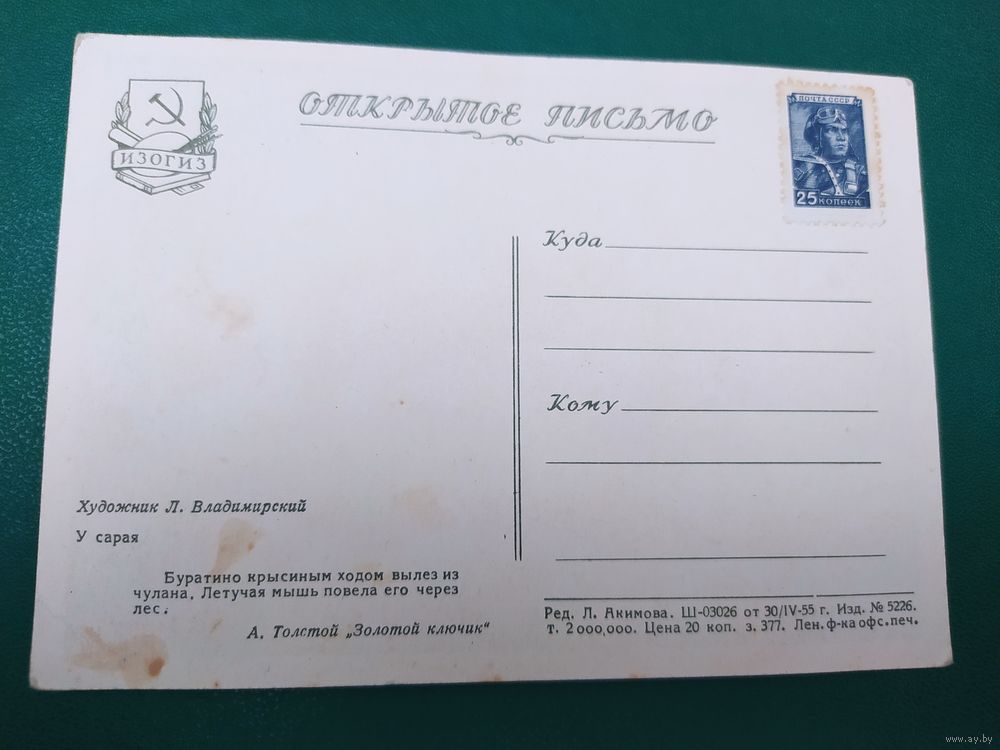 ИЗОГИЗ
ОТКРЫТОЕ ПИСЬМО
ПОЧТА СССР
25 КОПЕЕК
Куда
Кому
Художник Л. Владимирский
У сарая
Буратино крысиным ходом вылез из
чулана. Летучая мышь повела его через
лес.
А. Толстой „Золотой ключик“
Ред. Л. Акимова. Ш-03026 от 30/IV-55 г. Изд. № 5226.
Т. 2 000,000. Цена 20 коп. з. 377. Лен. ф-ка офс. печ.
www.ay.by